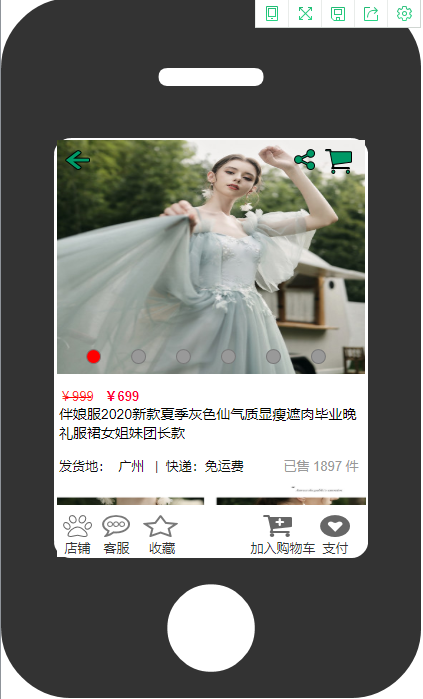 ¥999 ¥699
伴娘服2020新款夏季灰色仙气质显瘦遮肉毕业晚
礼服裙女姐妹团长款
发货地： 广州 | 快递：免运费 已售 1897 件
店铺 客服 收藏 加入购物车 支付